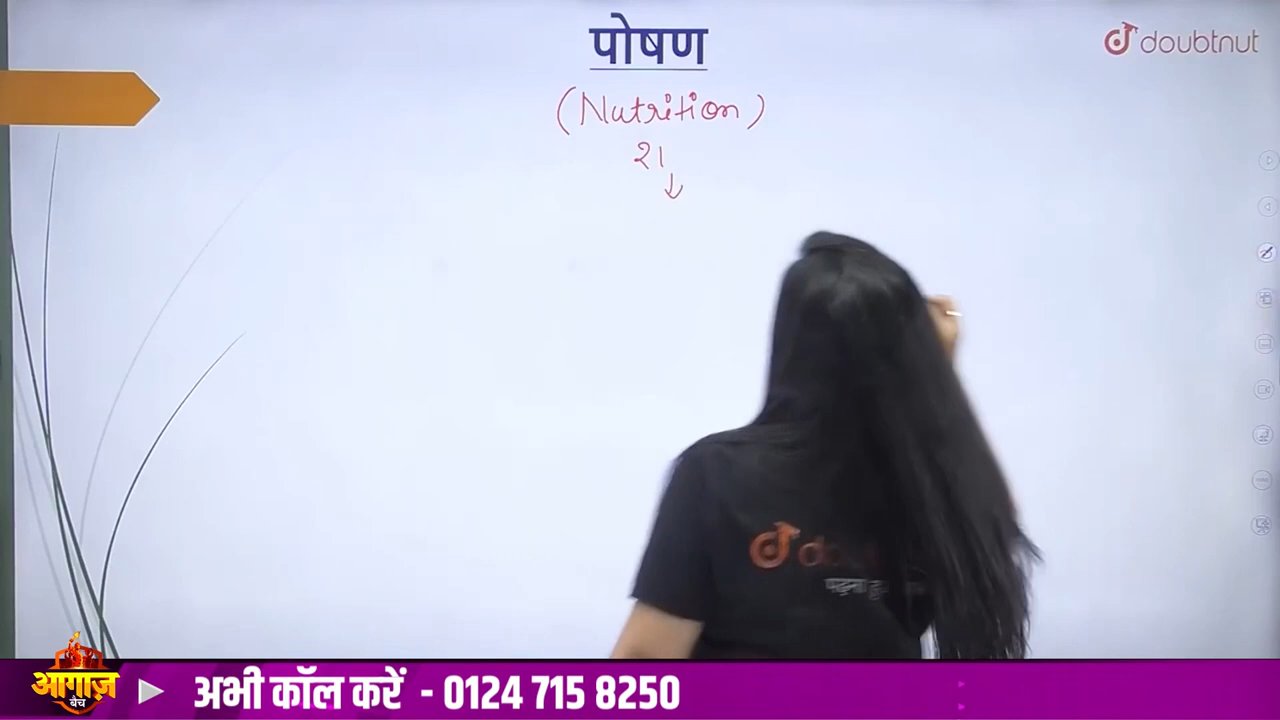 पोषण
doubtnut
(Nutrition)
21
↓
आगाज़
बैच
अभी कॉल करें - 0124 715 8250